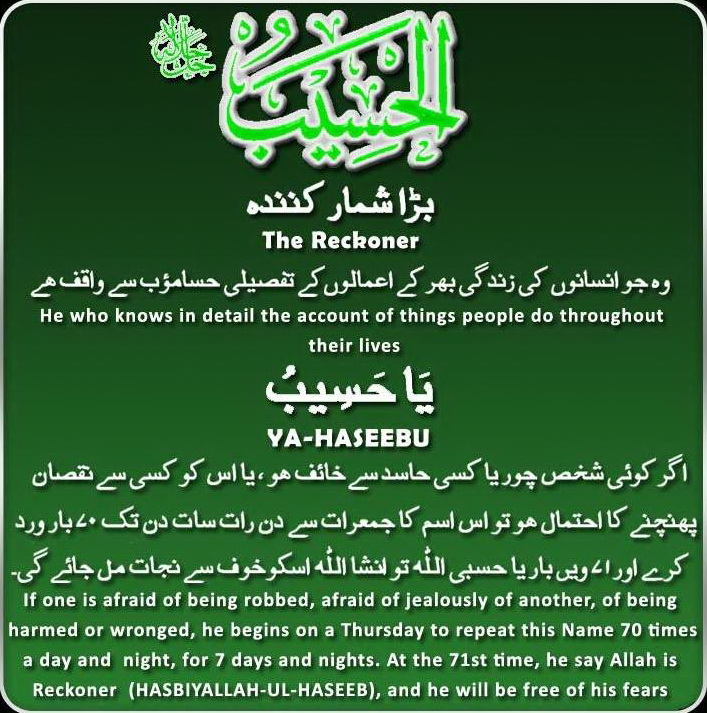 الحَسِيبُ
جل جلاله
بڑا شمار کنندہ
The Reckoner
وہ جو انسانوں کی زندگی بھر کے اعمالوں کے تفصیلی حسامؤب سے واقف ھے
He who knows in detail the account of things people do throughout
their lives
يَا حَسِيبُ
YA-HASEEBU
اگر کوئی شخص چور یا کسی حاسد سے خائف ھو ، یا اس کو کسی سے نقصان
پھنچنے کا احتمال ھو تو اس اسم کا جمعرات سے دن رات سات دن تک ۷۰ بار ورد
کرے اور ۷۱ ویں بار یا حسبی اللہ تو انشا اللہ اسکو خوف سے نجات مل جائے گی۔
If one is afraid of being robbed, afraid of jealously of another, of being
harmed or wronged, he begins on a Thursday to repeat this Name 70 times
a day and night, for 7 days and nights. At the 71st time, he say Allah is
Reckoner (HASBIYALLAH-UL-HASEEB), and he will be free of his fears